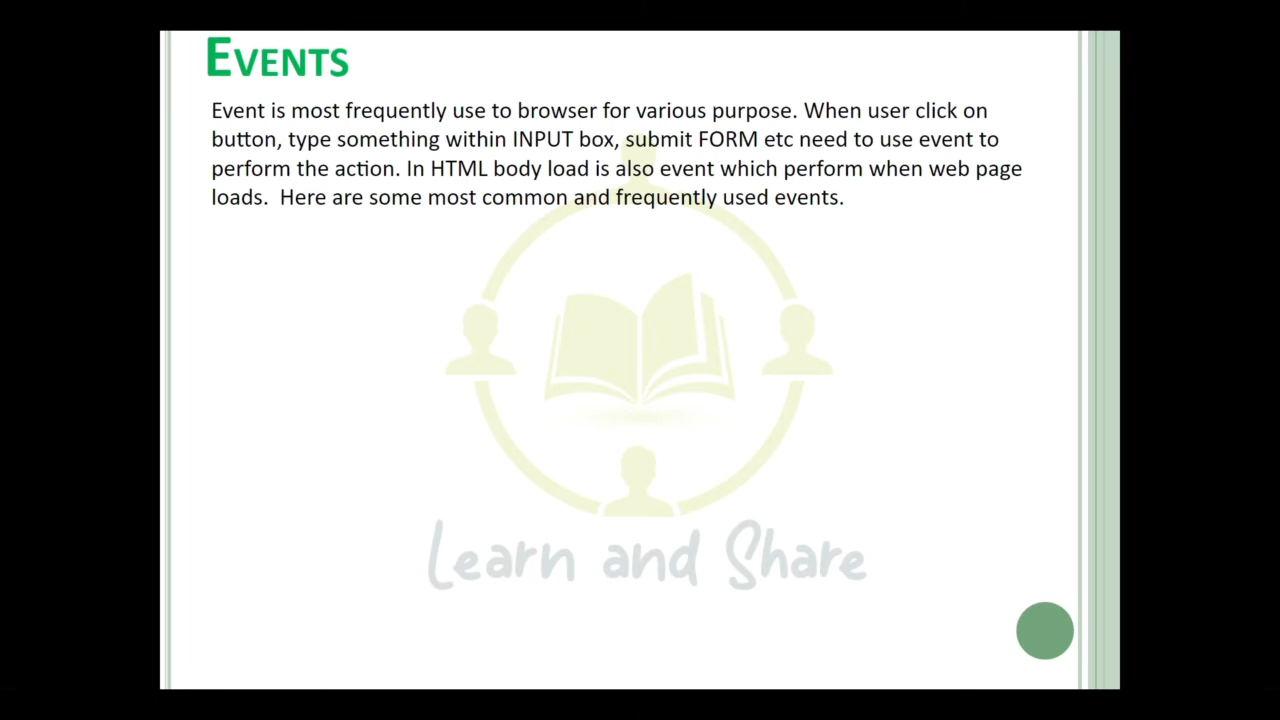 EVENTS
Event is most frequently use to browser for various purpose. When user click on
button, type something within INPUT box, submit FORM etc need to use event to
perform the action. In HTML body load is also event which perform when web page
loads.  Here are some most common and frequently used events.
Learn and Share